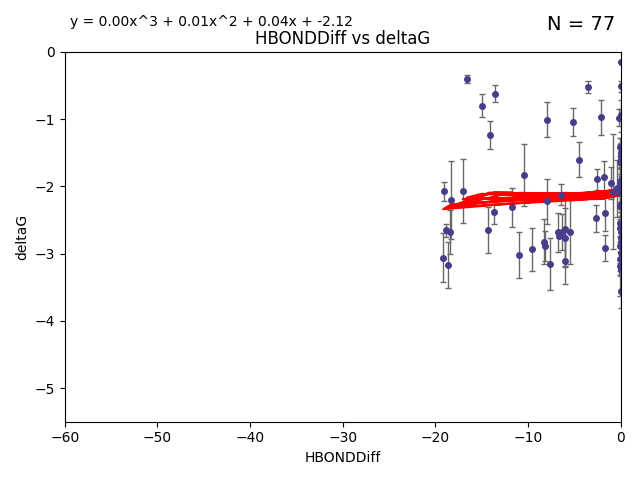 y = 0.00x^3 + 0.01x^2 + 0.04x + -2.12
N = 77
HBONDDiff vs deltaG
0
−1
−2
−3
−4
−5
deltaG
−60 −50 −40 −30 −20 −10 0
HBONDDiff